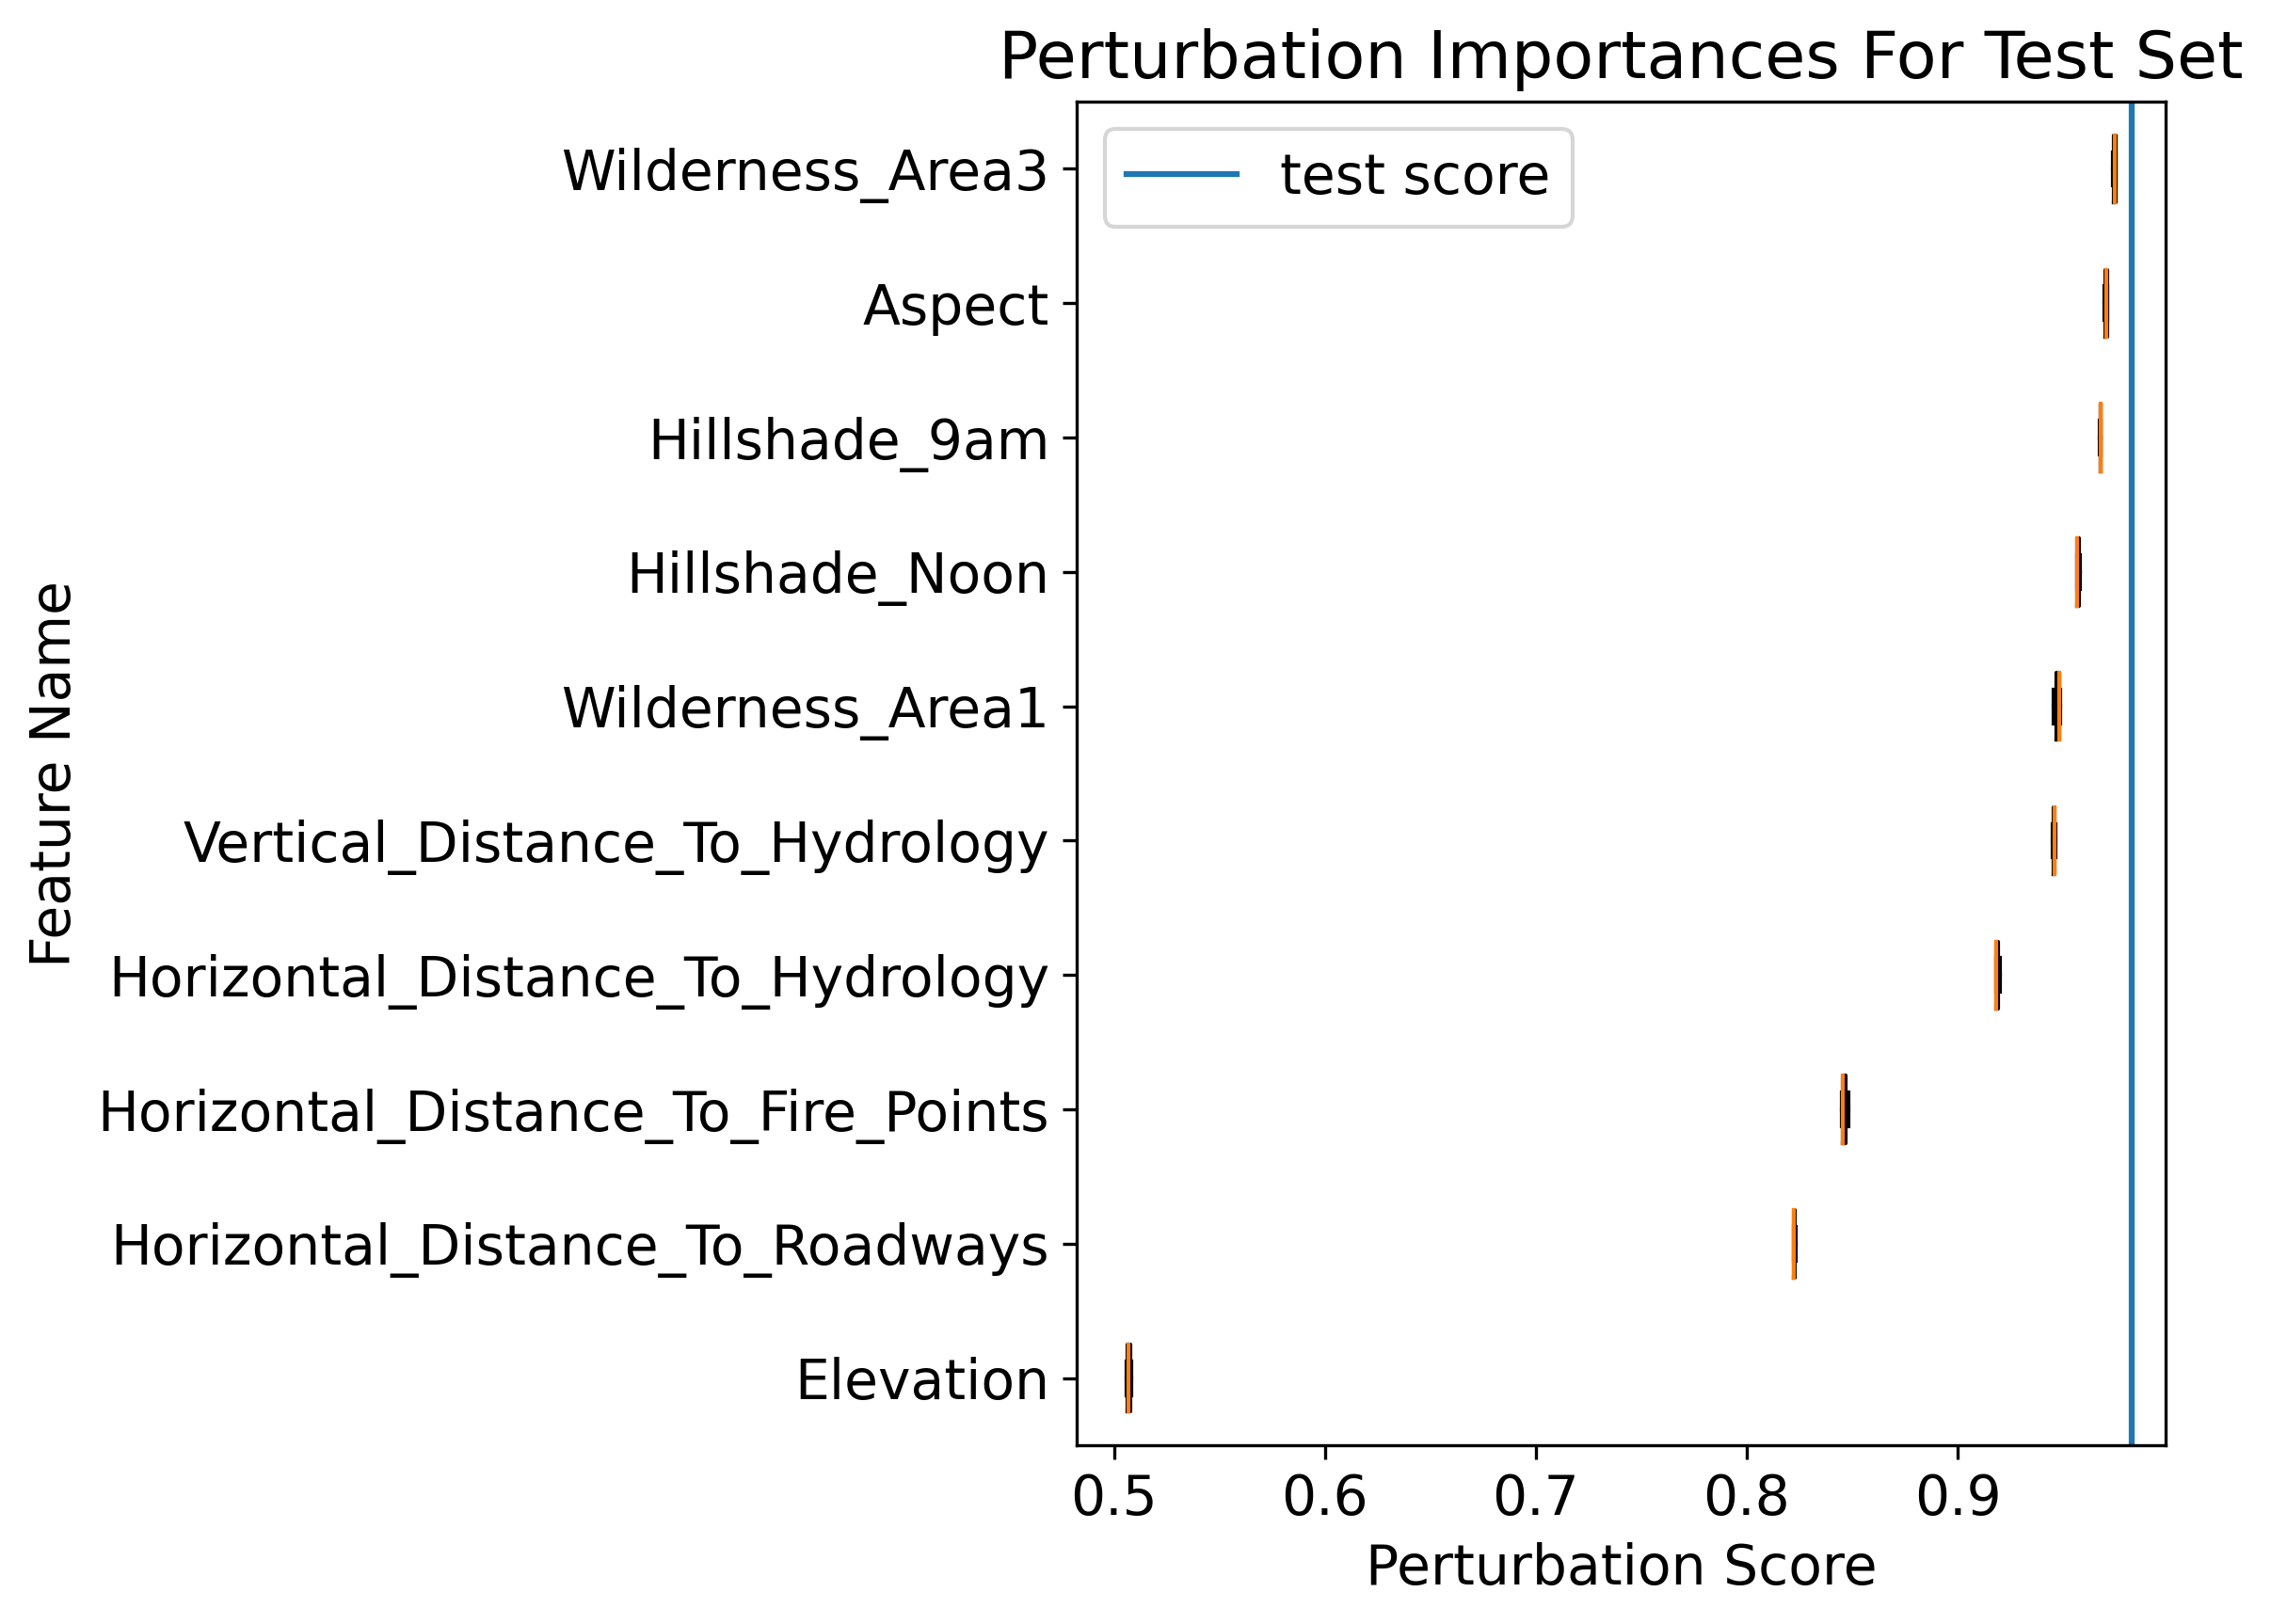 Perturbation Importances For Test Set
test score
Wilderness_Area3
Aspect
Hillshade_9am
Hillshade_Noon
Wilderness_Area1
Vertical_Distance_To_Hydrology
Horizontal_Distance_To_Hydrology
Horizontal_Distance_To_Fire_Points
Horizontal_Distance_To_Roadways
Elevation
Feature Name
0.5 0.6 0.7 0.8 0.9
Perturbation Score